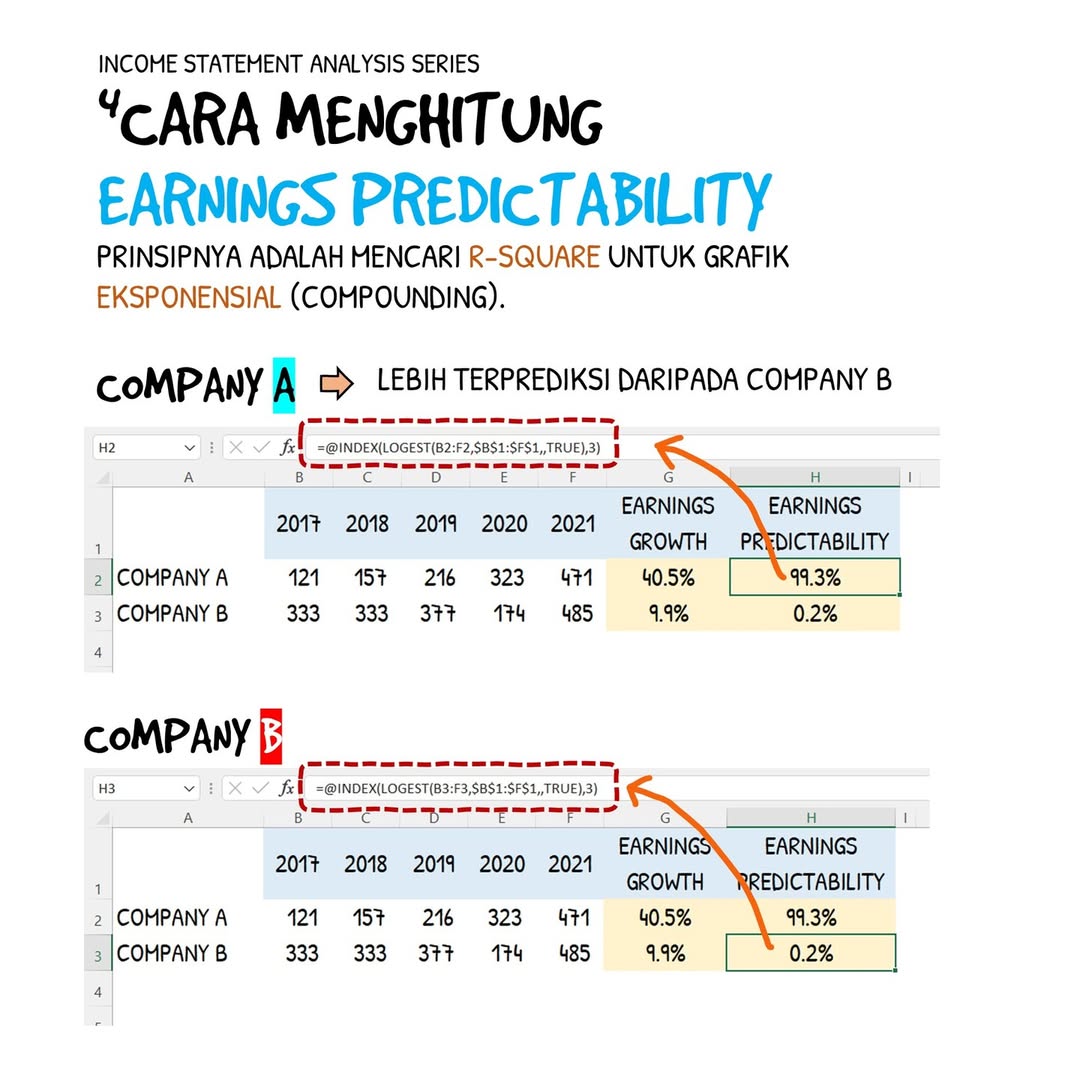 INCOME STATEMENT ANALYSIS SERIES
4CARA MENGHITUNG
EARNINGS PREDICTABILITY
PRINSIPNYA ADALAH MENCARI R-SQUARE UNTUK GRAFIK
EKSPONENSIAL (COMPOUNDING).
COMPANY A LEBIH TERPREDIKSI DARIPADA COMPANY B
H2 fx =@INDEX(LOGEST(B2:F2,$B$1:$F$1,,TRUE),3)
A B C D E F G H I
1 2017 2018 2019 2020 2021 EARNINGS GROWTH EARNINGS PREDICTABILITY
2 COMPANY A 121 157 216 323 471 40.5% 99.3%
3 COMPANY B 333 333 377 174 485 9.9% 0.2%
4
COMPANY B
H3 fx =@INDEX(LOGEST(B3:F3,$B$1:$F$1,,TRUE),3)
A B C D E F G H I
1 2017 2018 2019 2020 2021 EARNINGS GROWTH EARNINGS PREDICTABILITY
2 COMPANY A 121 157 216 323 471 40.5% 99.3%
3 COMPANY B 333 333 377 174 485 9.9% 0.2%
4
5